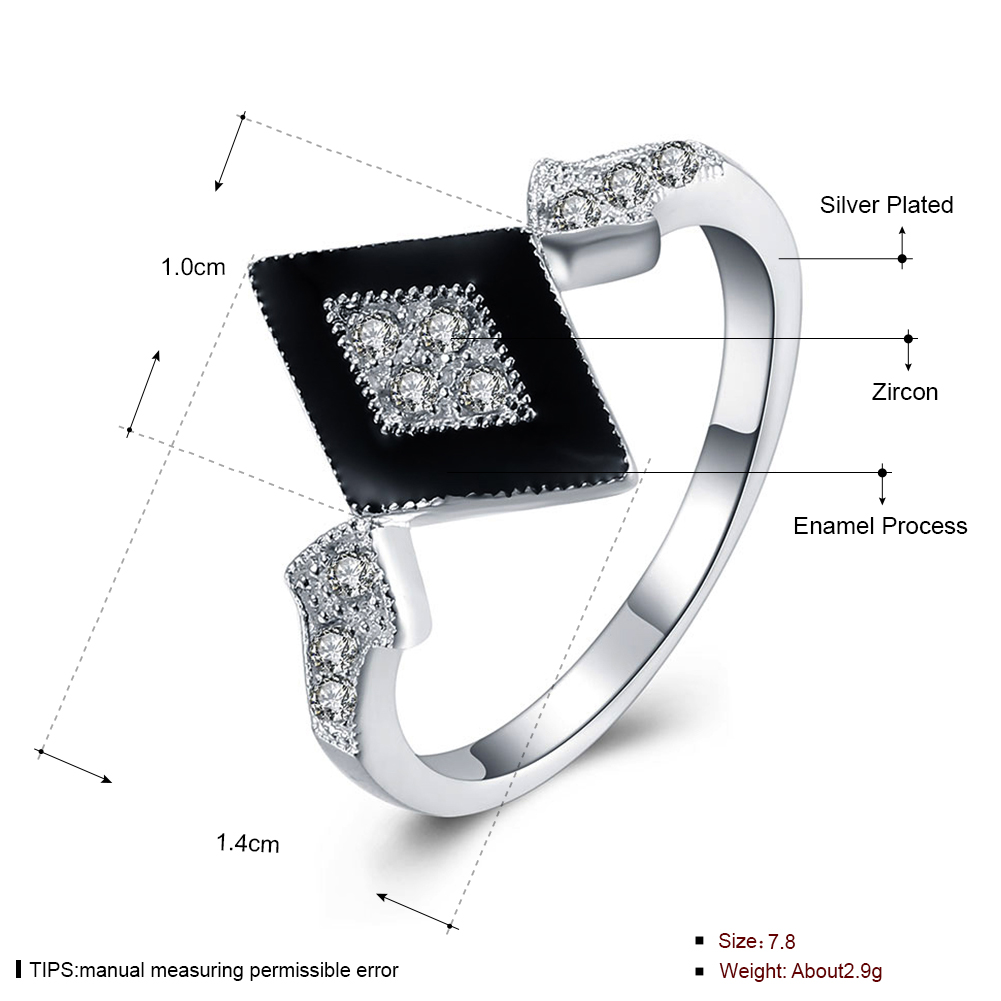 Silver Plated
1.0cm
Zircon
Enamel Process
1.4cm
Size: 7.8
TIPS:manual measuring permissible error
Weight: About2.9g